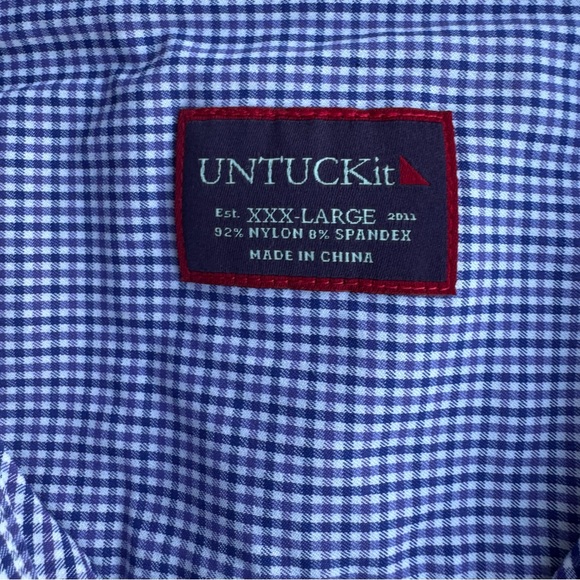 UNTUCKit
Est. XXX-LARGE 2011
92% NYLON 8% SPANDEX
MADE IN CHINA